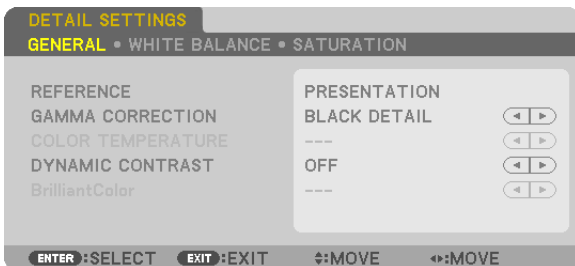 DETAIL SETTINGS
GENERAL • WHITE BALANCE • SATURATION
REFERENCE PRESENTATION
GAMMA CORRECTION BLACK DETAIL
COLOR TEMPERATURE ---
DYNAMIC CONTRAST OFF
BrilliantColor ---
ENTER :SELECT EXIT :EXIT :MOVE :MOVE